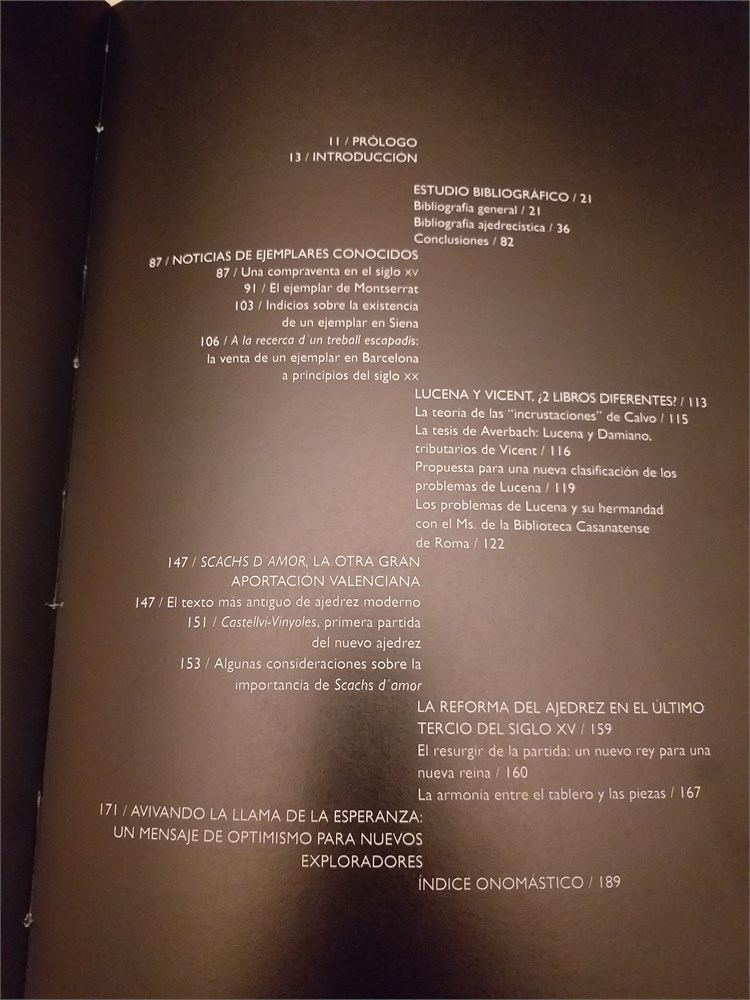 11 / PRÓLOGO
13 / INTRODUCCIÓN
ESTUDIO BIBLIOGRÁFICO / 21
Bibliografía general / 21
Bibliografía ajedrecística / 36
Conclusiones / 82
87 / NOTICIAS DE EJEMPLARES CONOCIDOS
87 / Una compraventa en el siglo XV
91 / El ejemplar de Montserrat
103 / Indicios sobre la existencia
de un ejemplar en Siena
106 / A la recerca d'un treball escapadís:
la venta de un ejemplar en Barcelona
a principios del siglo XX
LUCENA Y VICENT, ¿2 LIBROS DIFERENTES? / 113
La teoría de las "incrustaciones" de Calvo / 115
La tesis de Averbach: Lucena y Damiano,
tributarios de Vicent / 116
Propuesta para una nueva clasificación de los
problemas de Lucena / 119
Los problemas de Lucena y su hermandad
con el Ms. de la Biblioteca Casanatense
de Roma / 122
147 / SCACHS D'AMOR, LA OTRA GRAN
APORTACIÓN VALENCIANA
147 / El texto más antiguo de ajedrez moderno
151 / Castellví-Vinyoles, primera partida
del nuevo ajedrez
153 / Algunas consideraciones sobre la
importancia de Scachs d'amor
LA REFORMA DEL AJEDREZ EN EL ÚLTIMO
TERCIO DEL SIGLO XV / 159
El resurgir de la partida: un nuevo rey para una
nueva reina / 160
La armonía entre el tablero y las piezas / 167
171 / AVIVANDO LA LLAMA DE LA ESPERANZA:
UN MENSAJE DE OPTIMISMO PARA NUEVOS
EXPLORADORES
ÍNDICE ONOMÁSTICO / 189